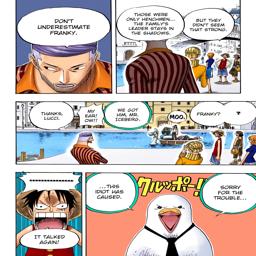 DON'T
UNDERESTIMATE
FRANKY.
THOSE WERE
ONLY HENCHMEN...
THE FAMILY'S
LEADER STAYS IN
THE SHADOWS.
BUT THEY
DIDN'T SEEM
THAT STRONG.
THANKS,
LUCCI.
MY
EAR!
OW!!
WE GOT
HIM, MR.
ICEBERG.
MOO.
FRANKY?
?
IT TALKED
AGAIN!
...THIS
IDIOT HAS
CAUSED.
クルッポー!!
SORRY
FOR THE
TROUBLE...